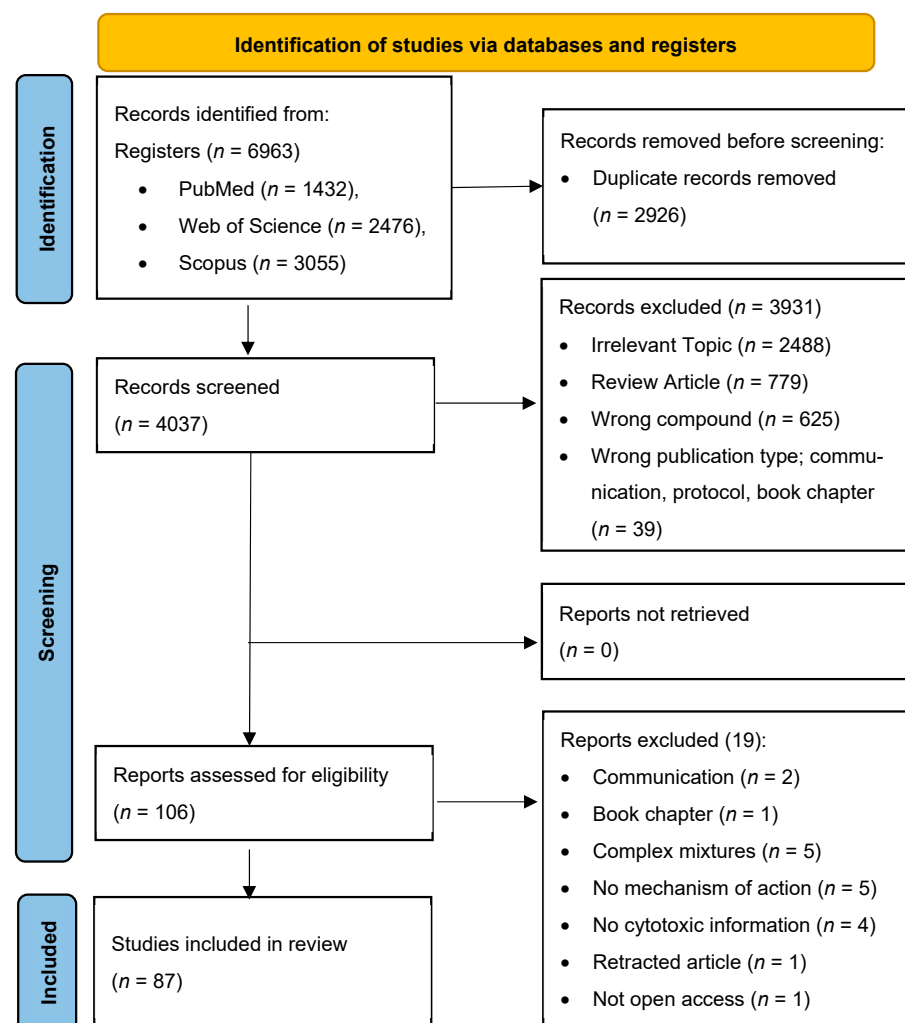 Identification of studies via databases and registers
Identification
Records identified from:
Registers (n = 6963)
• PubMed (n = 1432),
• Web of Science (n = 2476),
• Scopus (n = 3055)
Records removed before screening:
• Duplicate records removed
(n = 2926)
Screening
Records screened
(n = 4037)
Records excluded (n = 3931)
• Irrelevant Topic (n = 2488)
• Review Article (n = 779)
• Wrong compound (n = 625)
• Wrong publication type; commu-
nication, protocol, book chapter
(n = 39)
Reports not retrieved
(n = 0)
Reports assessed for eligibility
(n = 106)
Reports excluded (19):
• Communication (n = 2)
• Book chapter (n = 1)
• Complex mixtures (n = 5)
• No mechanism of action (n = 5)
• No cytotoxic information (n = 4)
• Retracted article (n = 1)
• Not open access (n = 1)
Included
Studies included in review
(n = 87)